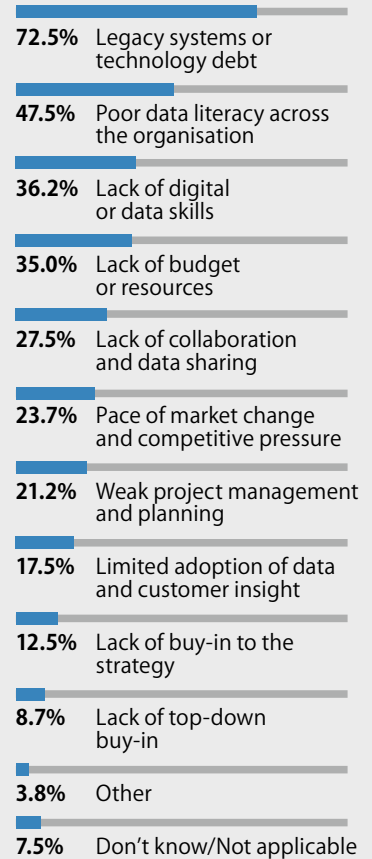 72.5% Legacy systems or
technology debt
47.5% Poor data literacy across
the organisation
36.2% Lack of digital
or data skills
35.0% Lack of budget
or resources
27.5% Lack of collaboration
and data sharing
23.7% Pace of market change
and competitive pressure
21.2% Weak project management
and planning
17.5% Limited adoption of data
and customer insight
12.5% Lack of buy-in to the
strategy
8.7% Lack of top-down
buy-in
3.8% Other
7.5% Don’t know/Not applicable